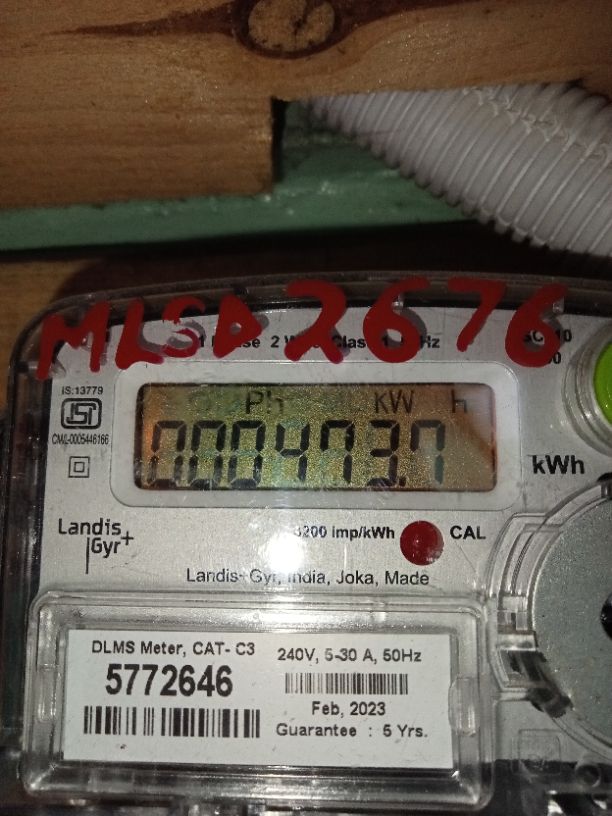 MLSD 2676
IS:13779
CM/L-0005446166
Ph KW h
0000473.7
kWh
Landis
Gyr+
3200 imp/kWh
CAL
Landis+Gyr, India, Joka, Made
DLMS Meter, CAT- C3
5772646
240V, 5-30 A, 50Hz
Feb, 2023
Guarantee : 5 Yrs.